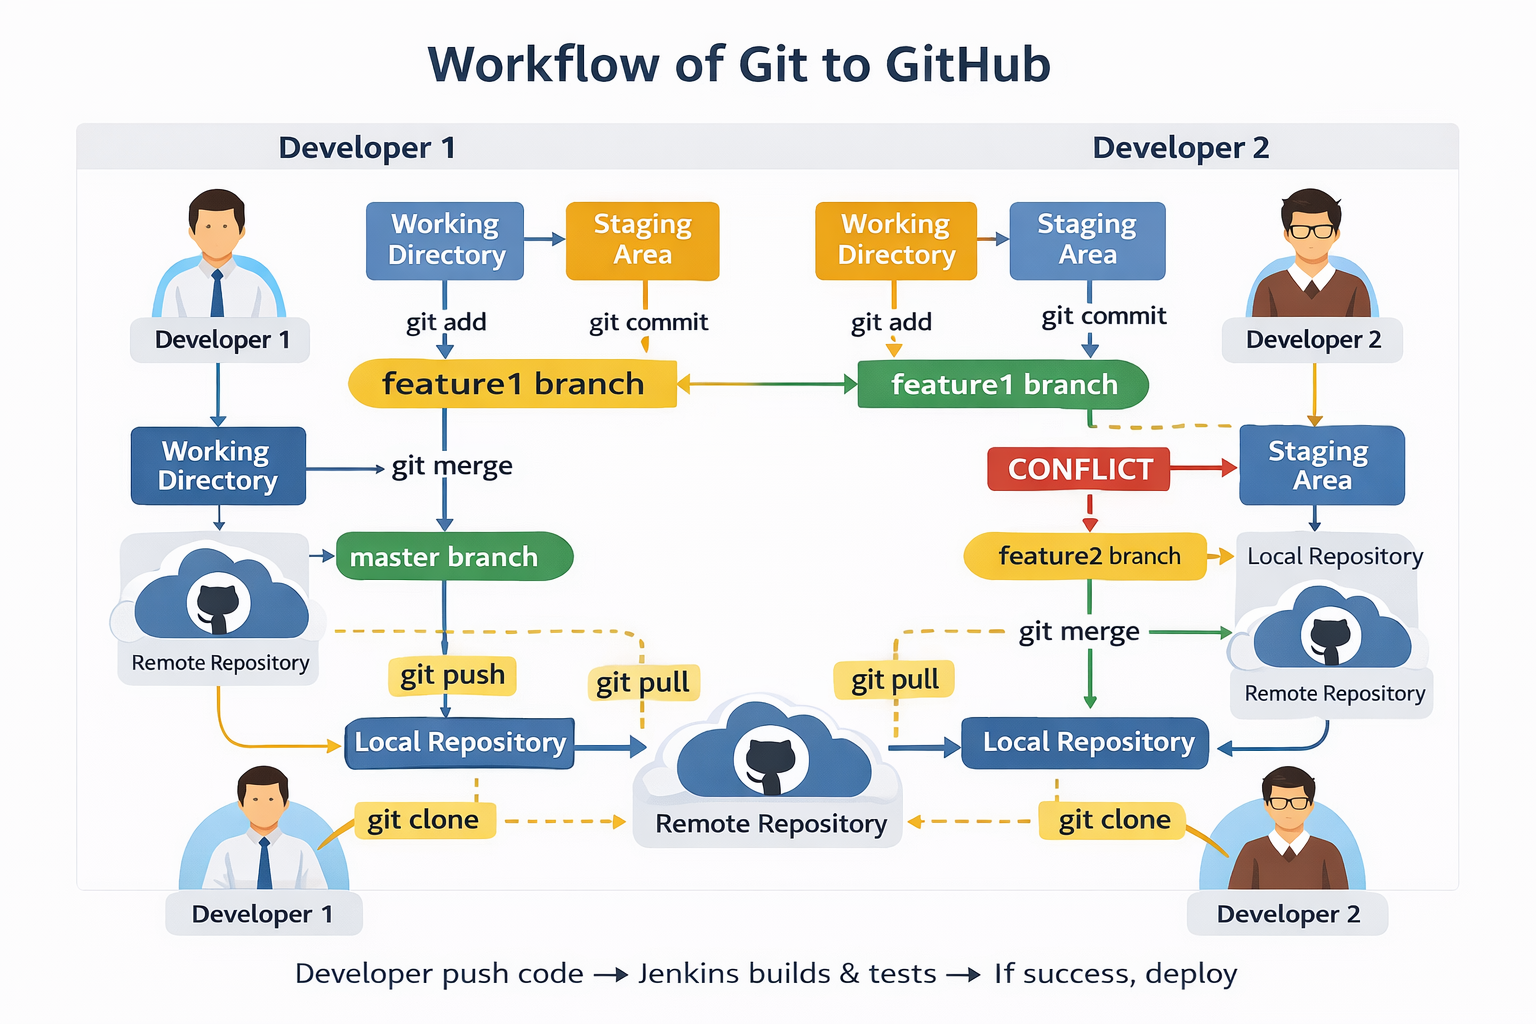 Workflow of Git to GitHub
Developer 1
Developer 2
Working
Directory
Staging
Area
Working
Directory
Staging
Area
git add
git commit
git add
git commit
Developer 1
Developer 2
feature1 branch
feature1 branch
Working
Directory
git merge
CONFLICT
Staging
Area
master branch
feature2 branch
Local Repository
Remote Repository
git merge
git push
git pull
git pull
Remote Repository
Local Repository
Local Repository
git clone
Remote Repository
git clone
Developer 1
Developer 2
Developer push code → Jenkins builds & tests → If success, deploy